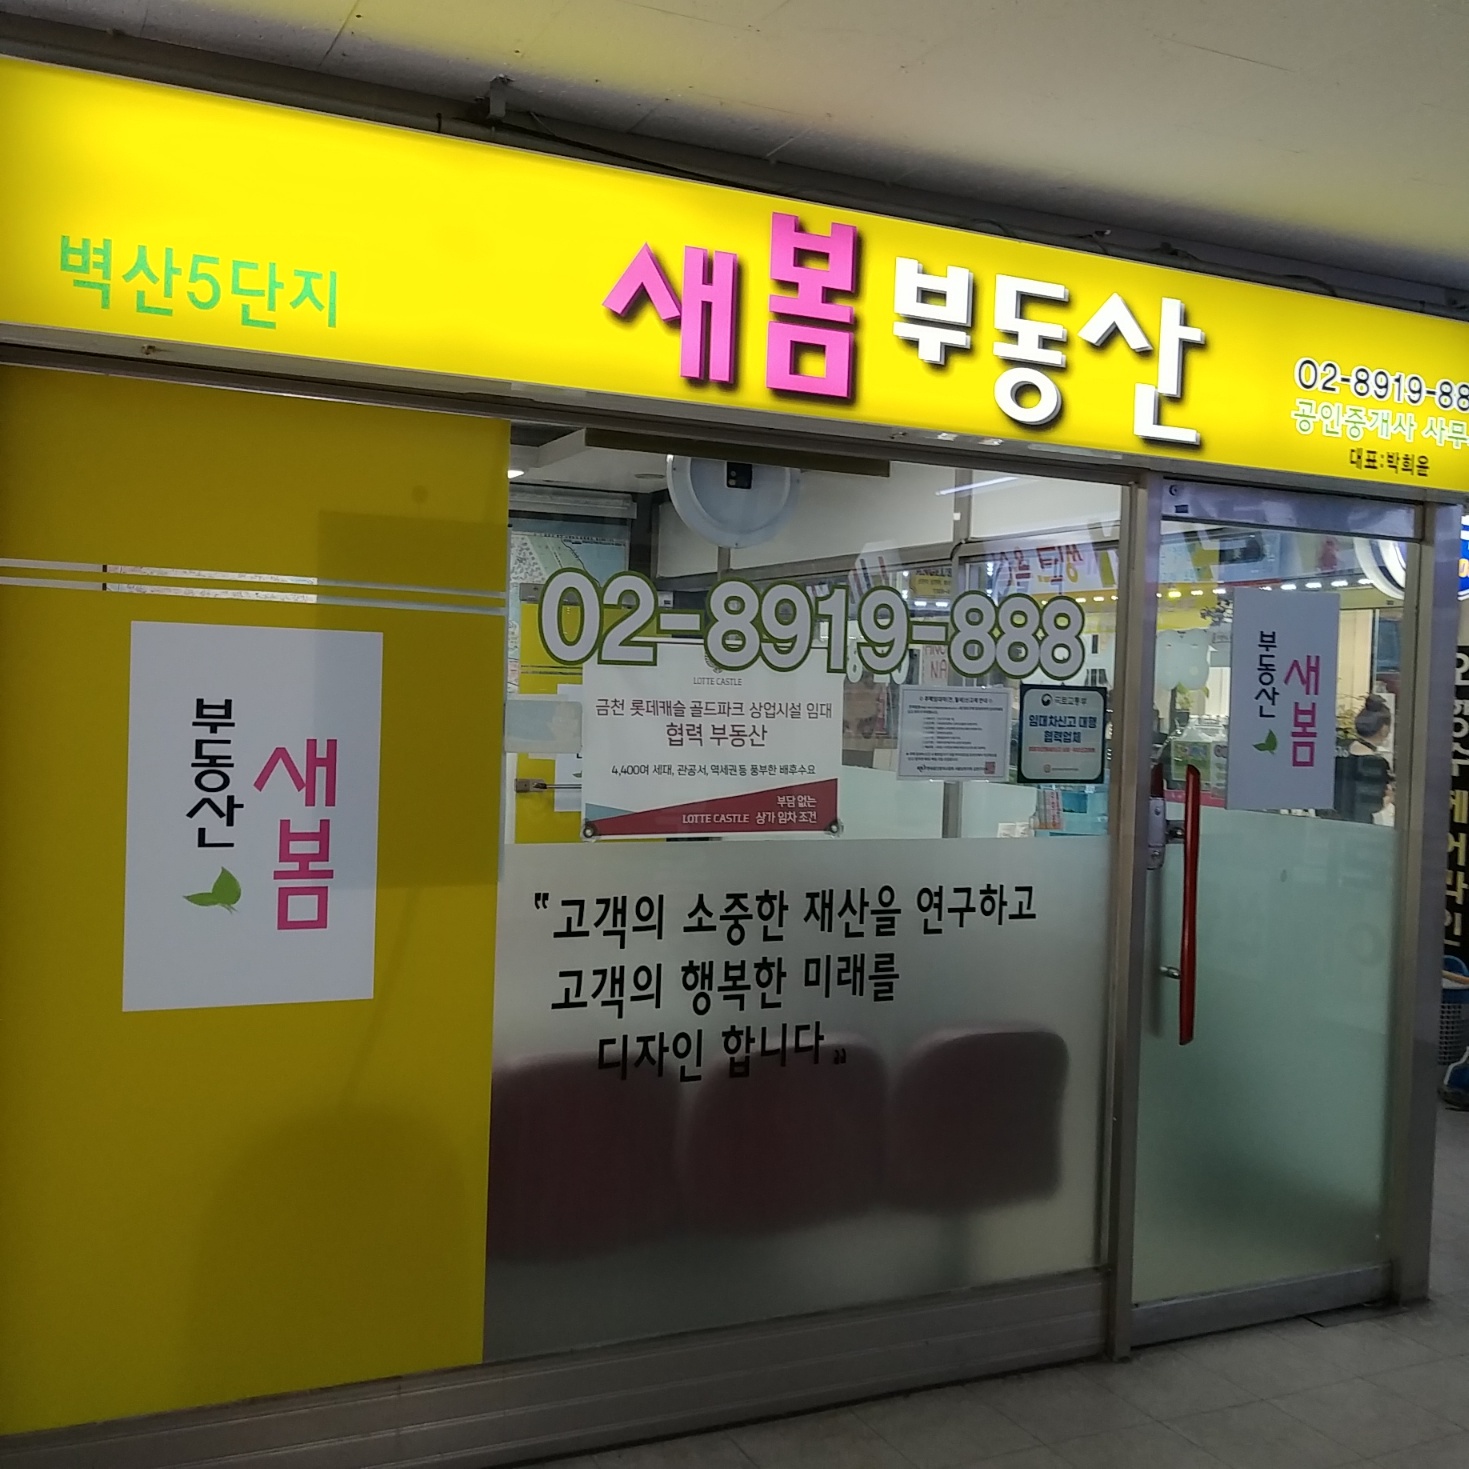 벽산5단지
새봄부동산
02-8919-88
공인중개사 사무
대표:박희윤
새봄
부동산
02-8919-888
LOTTE CASTLE
금천 롯데캐슬 골드파크 상업시설 임대
협력 부동산
4,400여 세대, 관공서, 역세권등 풍부한 배후수요
부담 없는
LOTTE CASTLE 상가 임차 조건
국토교통부
임대차신고 대행
협력업체
새봄
부동산
"고객의 소중한 재산을 연구하고
고객의 행복한 미래를
디자인 합니다"